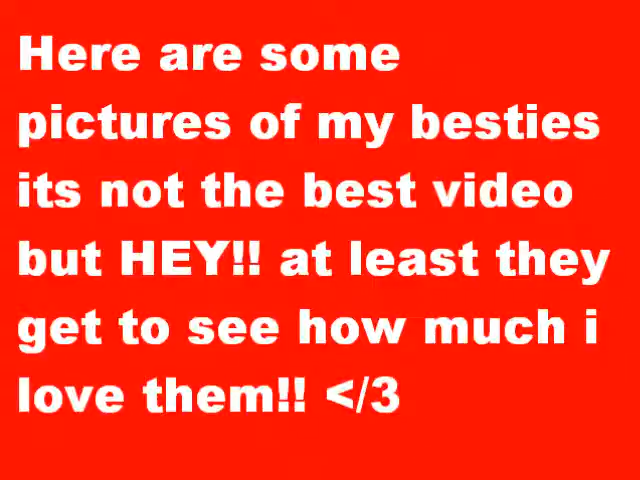 Here are some
pictures of my besties
its not the best video
but HEY!! at least they
get to see how much i
love them!! </3